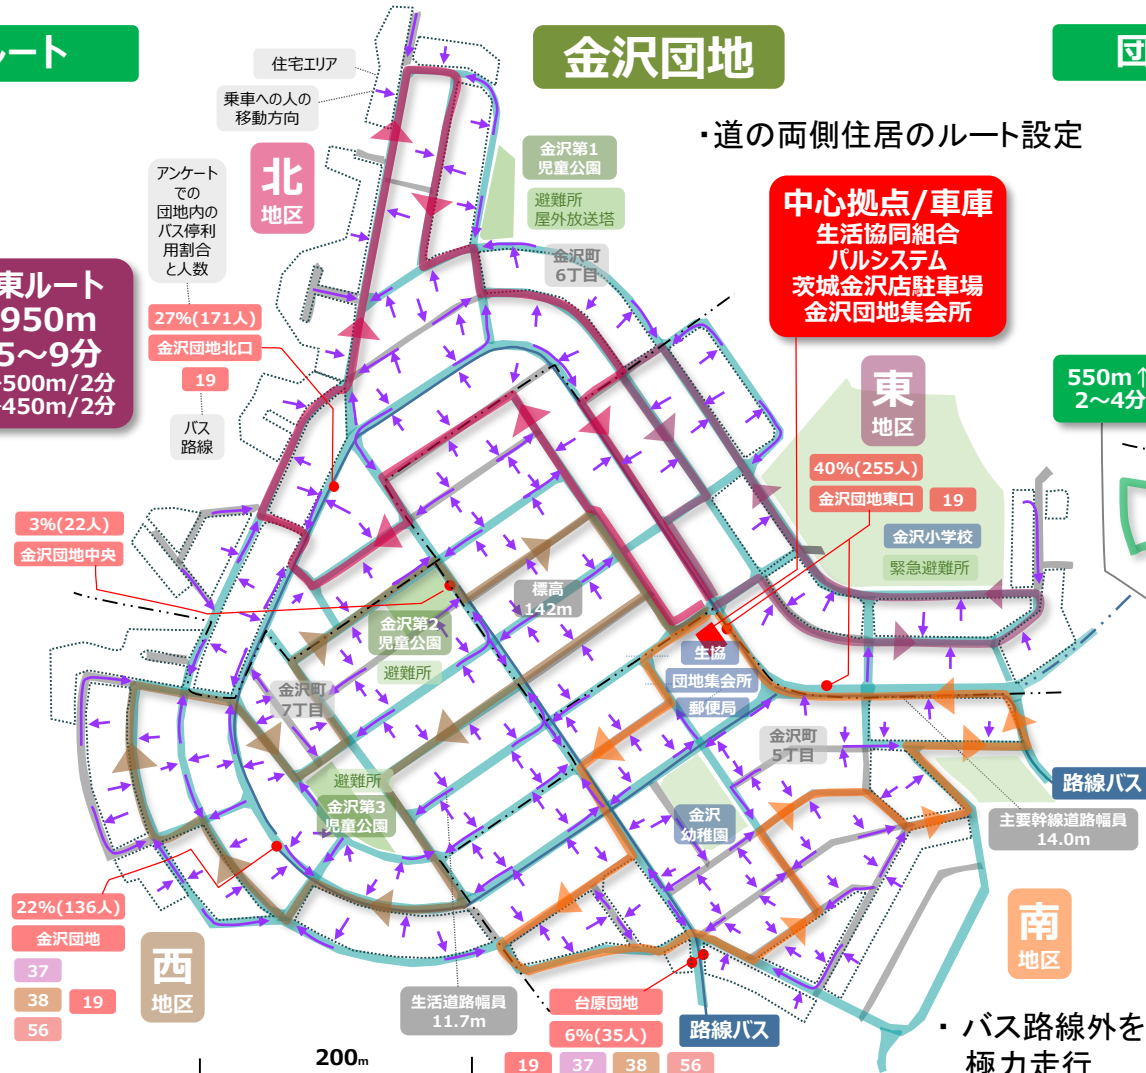 ルート
金沢団地
団
・道の両側住居のルート設定
住宅エリア
乗車への人の
移動方向
北
地区
アンケート
での
団地内の
バス停利
用割合
と人数
金沢第1
児童公園
避難所
屋外放送塔
金沢町
6丁目
中心拠点/車庫
生活協同組合
パルシステム
茨城金沢店駐車場
金沢団地集会所
東ルート
950m
5～9分
500m/2分
450m/2分
27%(171人)
金沢団地北口
19
バス
路線
東
地区
550m↑
2～4分
40%(255人)
金沢団地東口
19
金沢小学校
緊急避難所
3%(22人)
金沢団地中央
標高
142m
金沢第2
児童公園
避難所
生協
団地集会所
郵便局
金沢町
7丁目
金沢町
5丁目
避難所
金沢第3
児童公園
金沢
幼稚園
路線バス
主要幹線道路幅員
14.0m
22%(136人)
金沢団地
37
38
19
56
西
地区
南
地区
生活道路幅員
11.7m
台原団地
6%(35人)
19
37
38
56
路線バス
200m
・バス路線外を
極力走行